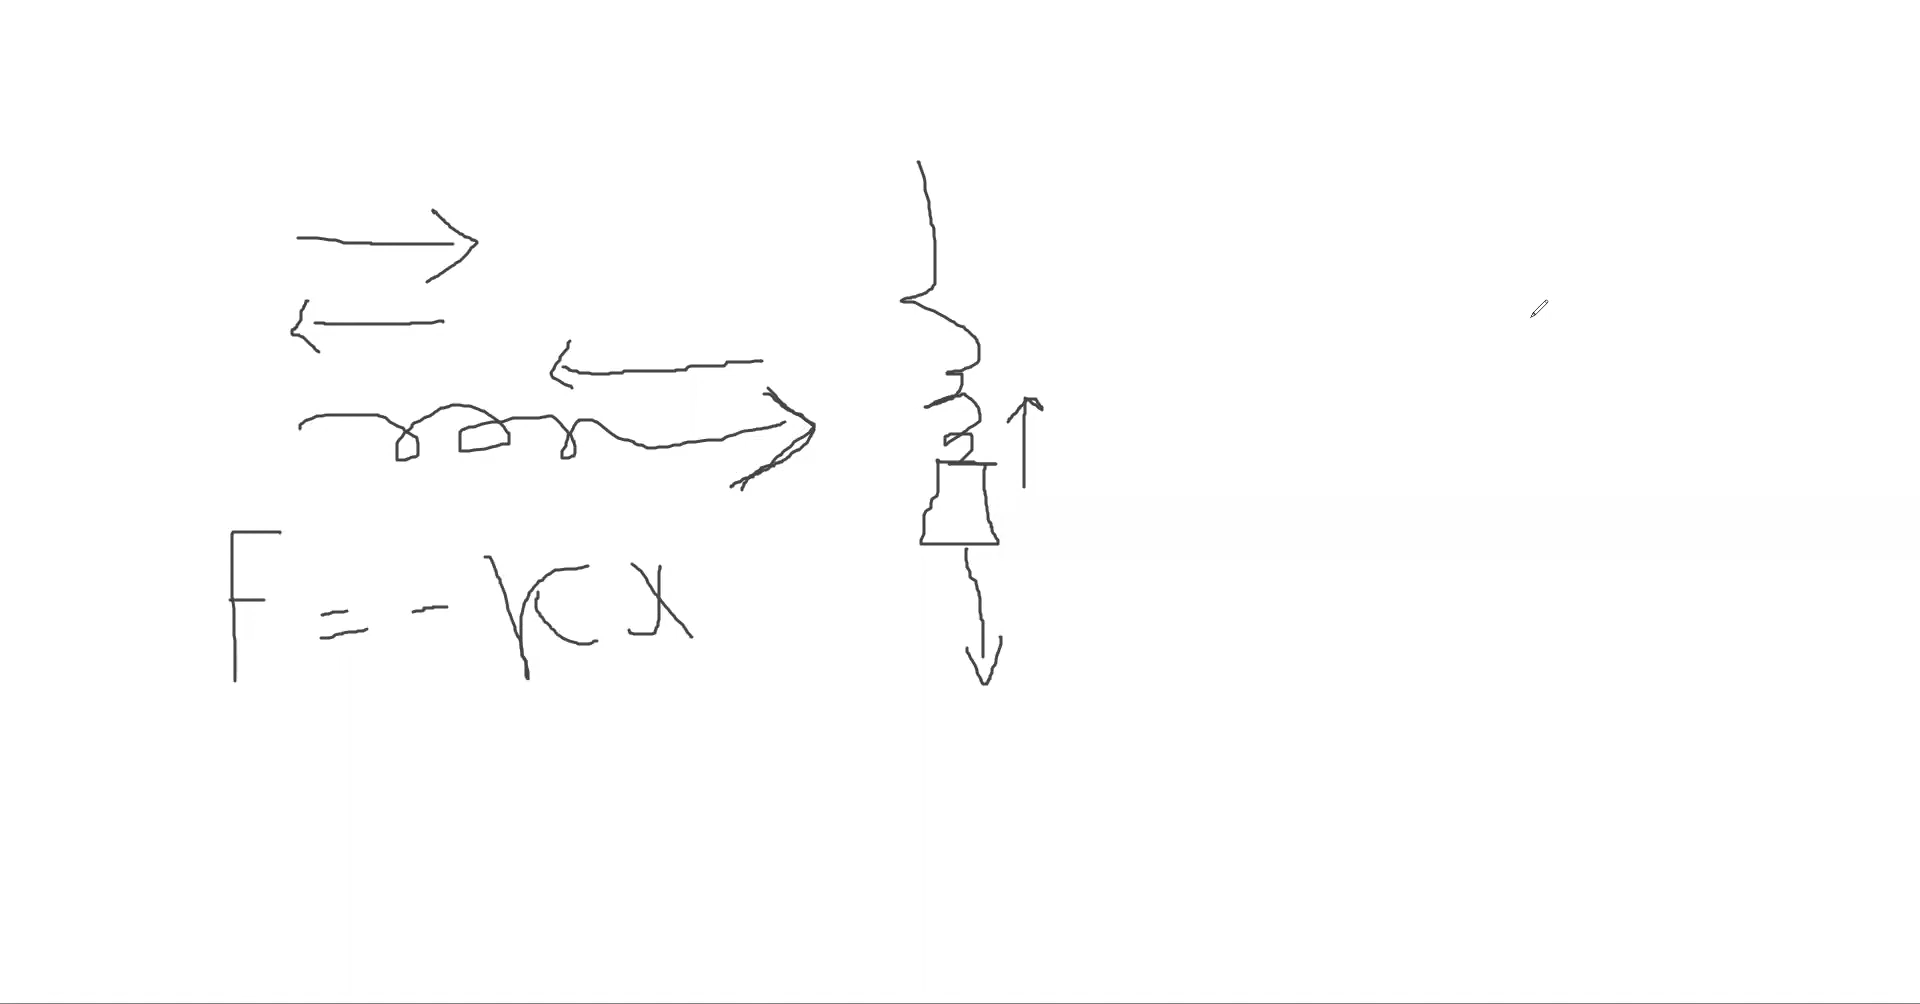 F = - kx